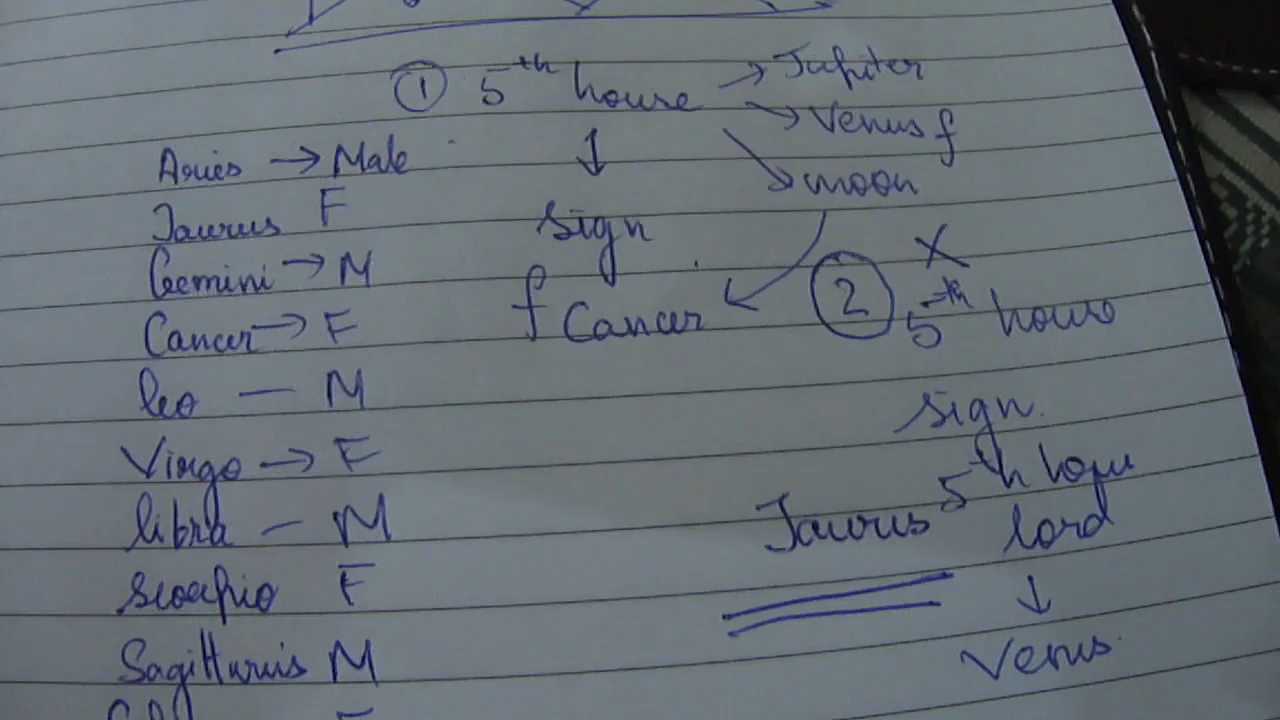 ① 5th house → Jupiter
→ Venus f
↘ moon
↓
sign
f Cancer
Aries → Male
Taurus F
Gemini → M
Cancer → F
leo — M
Virgo → F
libra — M
Scorpio F
Sagitturuis M
F
② X
5th house
sign.
5th house
Taurus lord
↓
Venus